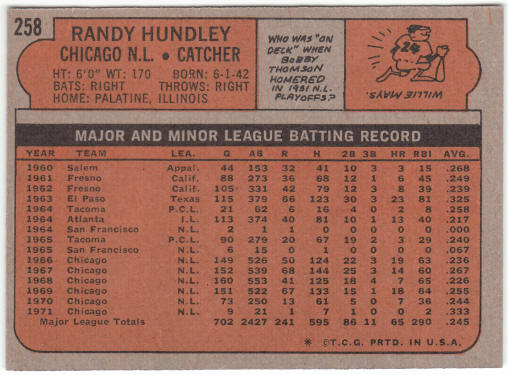 258
RANDY HUNDLEY
CHICAGO N.L. • CATCHER
HT: 6'0" WT: 170 BORN: 6-1-42
BATS: RIGHT THROWS: RIGHT
HOME: PALATINE, ILLINOIS
WHO WAS "ON
DECK" WHEN
BOBBY
THOMSON
HOMERED
IN 1951 N.L.
PLAYOFFS?
24
WILLIE MAYS.
MAJOR AND MINOR LEAGUE BATTING RECORD
YEAR TEAM LEA. G AB R H 2B 3B HR RBI AVG.
1960 Salem Appal. 44 153 32 41 10 3 3 15 .268
1961 Fresno Calif. 88 273 36 68 12 1 6 45 .249
1962 Fresno Calif. 105 331 42 79 12 3 8 39 .239
1963 El Paso Texas 115 379 66 123 30 3 23 81 .325
1964 Tacoma P.C.L. 21 62 6 16 4 0 2 8 .258
1964 Atlanta I.L. 113 374 40 81 10 1 13 40 .217
1964 San Francisco N.L. 2 1 1 0 0 0 0 0 .000
1965 Tacoma P.C.L. 90 279 20 67 19 2 3 29 .240
1965 San Francisco N.L. 6 15 0 1 0 0 0 0 .067
1966 Chicago N.L. 149 526 50 124 22 3 19 63 .236
1967 Chicago N.L. 152 539 68 144 25 3 14 60 .267
1968 Chicago N.L. 160 553 41 125 18 4 7 65 .226
1969 Chicago N.L. 151 522 67 133 15 1 18 64 .255
1970 Chicago N.L. 73 250 13 61 5 0 7 36 .244
1971 Chicago N.L. 9 21 1 7 1 0 0 2 .333
Major League Totals 702 2427 241 595 86 11 65 290 .245
* ©T.C.G. PRTD. IN U.S.A.